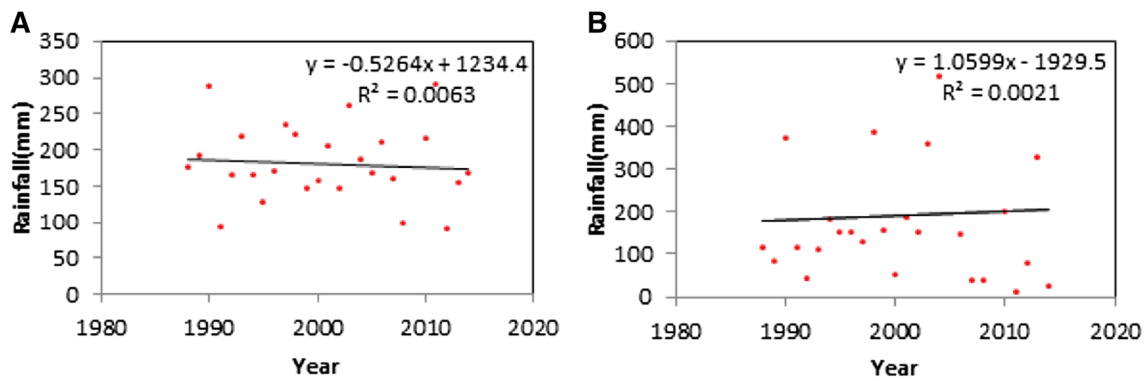 A
y = -0.5264x + 1234.4
R² = 0.0063
Rainfall(mm)
350
300
250
200
150
100
50
0
1980 1990 2000 2010 2020
Year
B
y = 1.0599x - 1929.5
R² = 0.0021
Rainfall(mm)
600
500
400
300
200
100
0
1980 1990 2000 2010 2020
Year